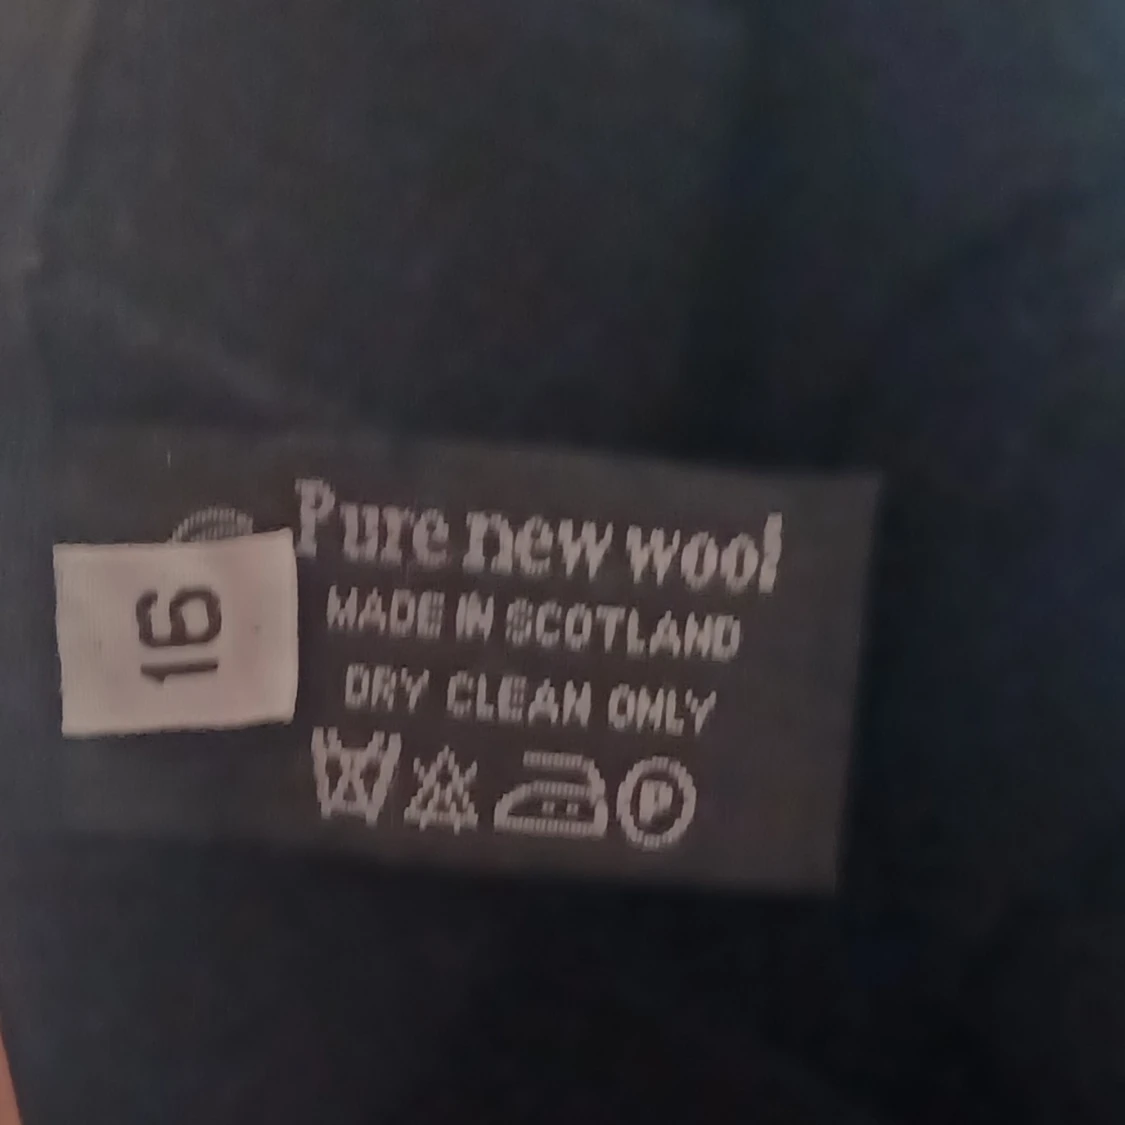 Pure new wool
MADE IN SCOTLAND
DRY CLEAN ONLY
P
16